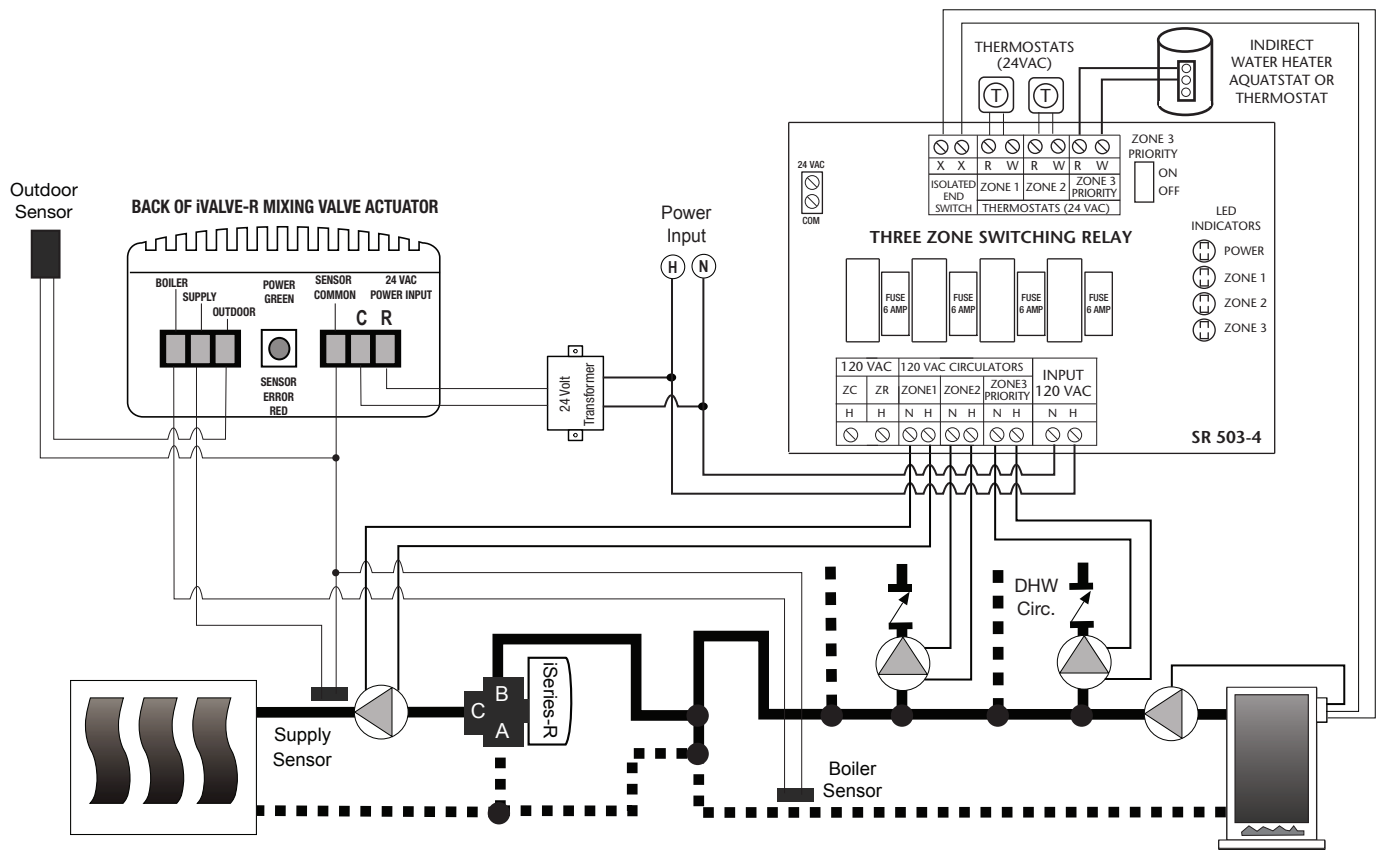 THERMOSTATS
(24VAC)
T
T
INDIRECT
WATER HEATER
AQUATSTAT OR
THERMOSTAT
24 VAC
COM
X X R W R W R W
ISOLATED
END
SWITCH
ZONE 1
ZONE 2
ZONE 3
PRIORITY
THERMOSTATS (24 VAC)
ZONE 3
PRIORITY
ON
OFF
LED
INDICATORS
POWER
ZONE 1
ZONE 2
ZONE 3
THREE ZONE SWITCHING RELAY
FUSE
6 AMP
FUSE
6 AMP
FUSE
6 AMP
FUSE
6 AMP
120 VAC
120 VAC CIRCULATORS
INPUT
120 VAC
ZC
ZR
ZONE1
ZONE2
ZONE3
PRIORITY
H H N H N H N H N H
SR 503-4
Outdoor
Sensor
BACK OF iVALVE-R MIXING VALVE ACTUATOR
BOILER
SUPPLY
OUTDOOR
POWER
GREEN
SENSOR
ERROR
RED
SENSOR
COMMON
24 VAC
POWER INPUT
C R
Power
Input
H N
24 Volt
Transformer
DHW
Circ.
B
C
A
iSeries-R
Supply
Sensor
Boiler
Sensor